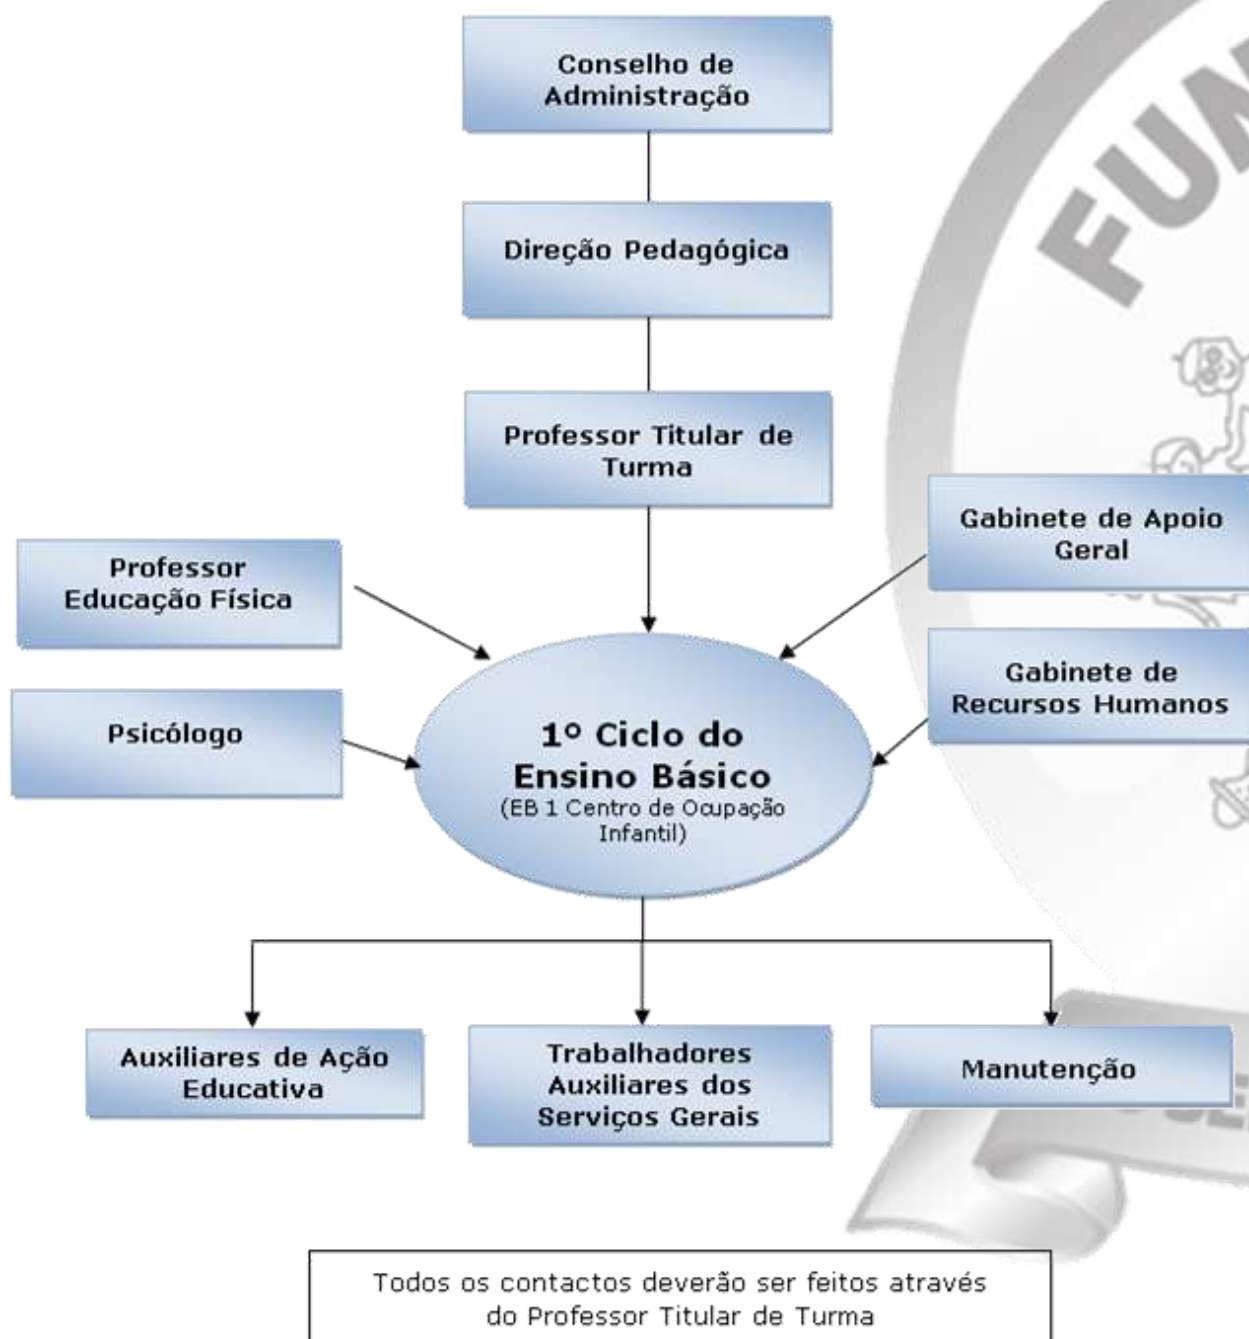 Conselho de
Administração
Direção Pedagógica
Professor Titular de
Turma
Gabinete de Apoio
Geral
Professor
Educação Física
Gabinete de
Recursos Humanos
Psicólogo
1º Ciclo do
Ensino Básico
(EB 1 Centro de Ocupação
Infantil)
Auxiliares de Ação
Educativa
Trabalhadores
Auxiliares dos
Serviços Gerais
Manutenção
Todos os contactos deverão ser feitos através
do Professor Titular de Turma